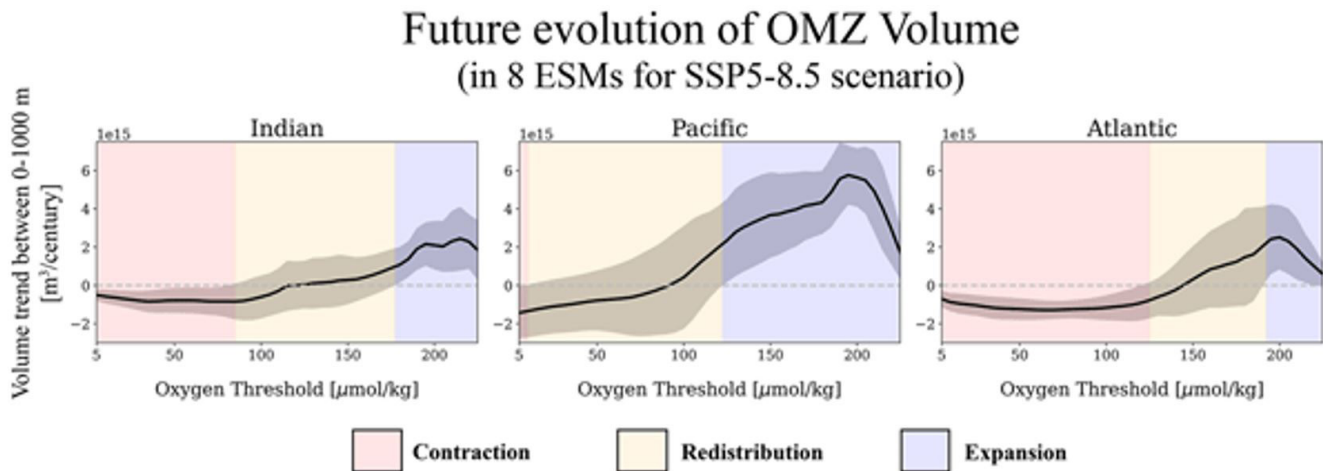 Future evolution of OMZ Volume
(in 8 ESMs for SSP5-8.5 scenario)
Volume trend between 0-1000 m
[m³/century]
Indian
1e15
6
4
2
0
−2
5 50 100 150 200
Oxygen Threshold [μmol/kg]
Pacific
1e15
6
4
2
0
−2
5 50 100 150 200
Oxygen Threshold [μmol/kg]
Atlantic
1e15
6
4
2
0
−2
5 50 100 150 200
Oxygen Threshold [μmol/kg]
Contraction Redistribution Expansion